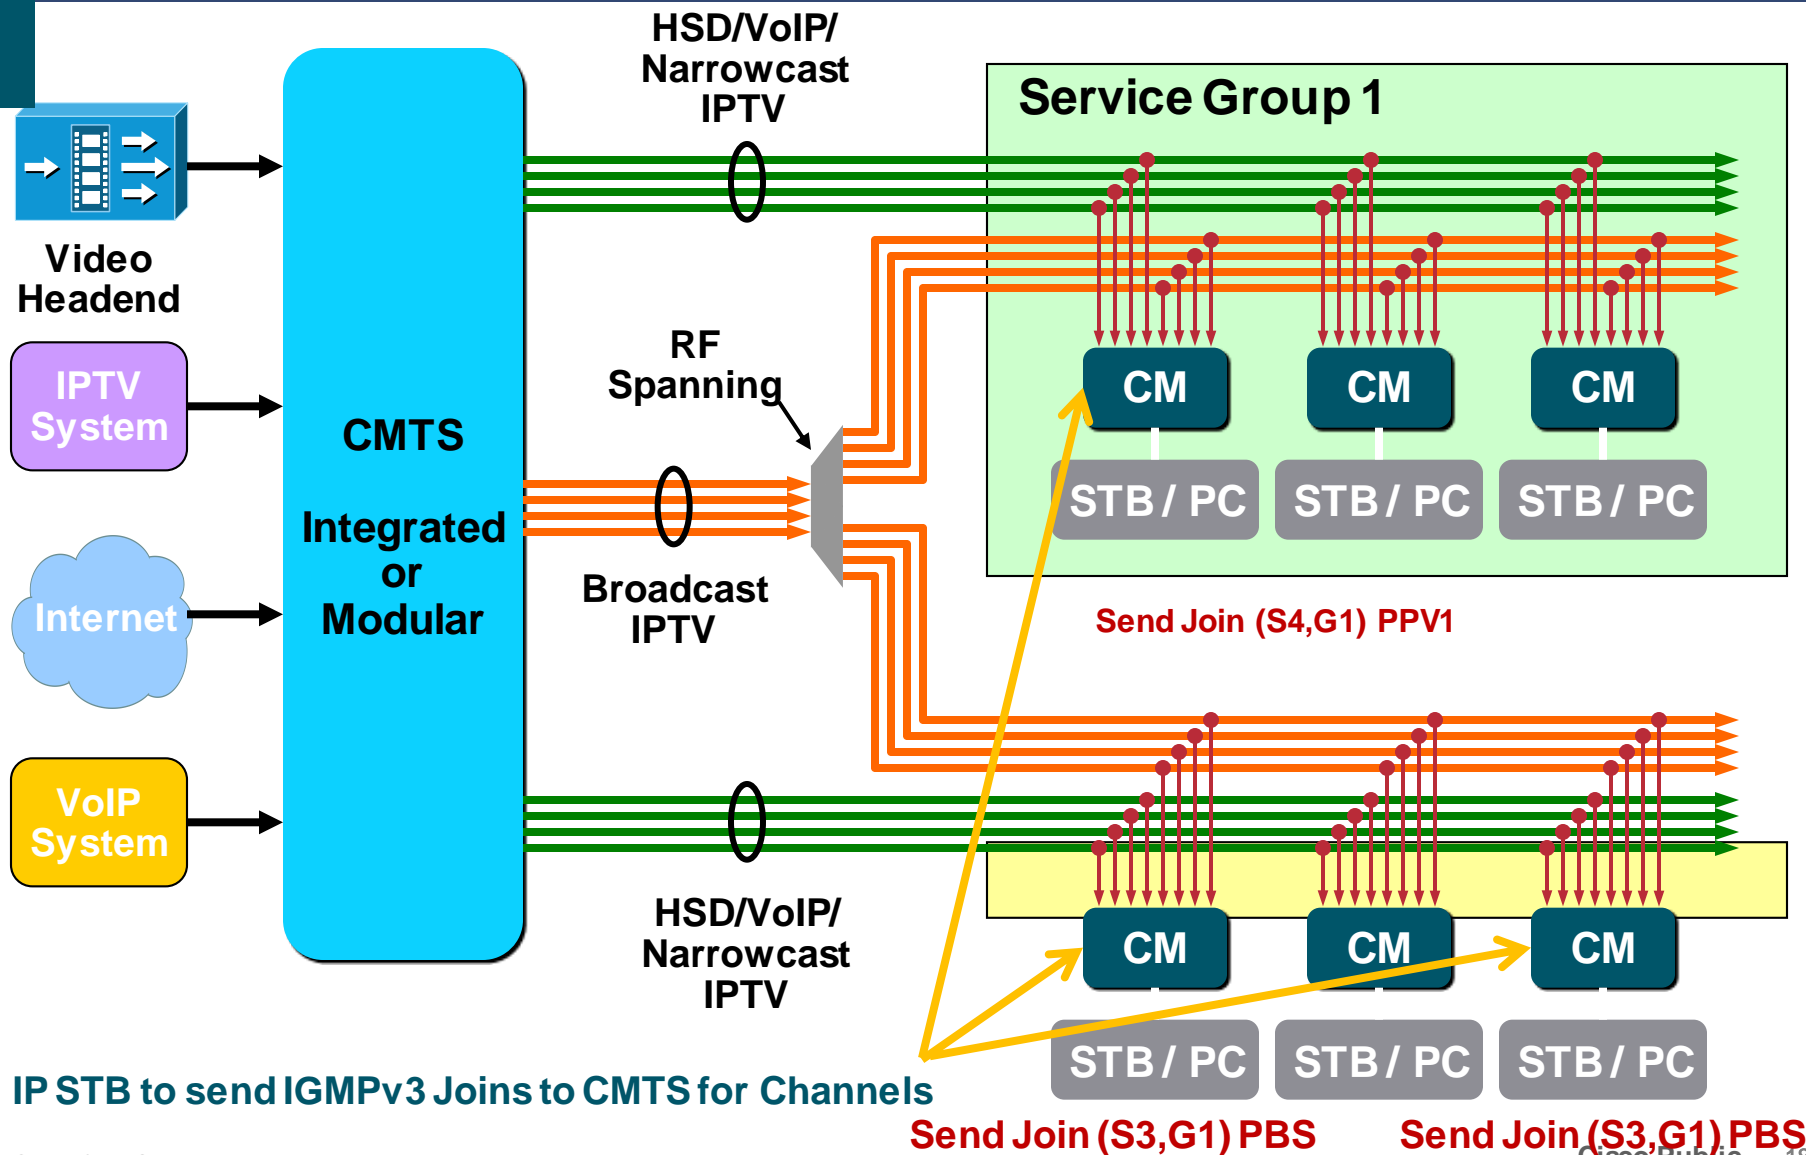 HSD/VoIP/
Narrowcast
IPTV
Service Group 1
Video
Headend
IPTV
System
Internet
VoIP
System
CMTS
Integrated
or
Modular
RF
Spanning
Broadcast
IPTV
CM
CM
CM
STB / PC
STB / PC
STB / PC
Send Join (S4,G1) PPV1
HSD/VoIP/
Narrowcast
IPTV
CM
CM
CM
STB / PC
STB / PC
STB / PC
IP STB to send IGMPv3 Joins to CMTS for Channels
Send Join (S3,G1) PBS
Send Join (S3,G1) PBS
Cisco Public